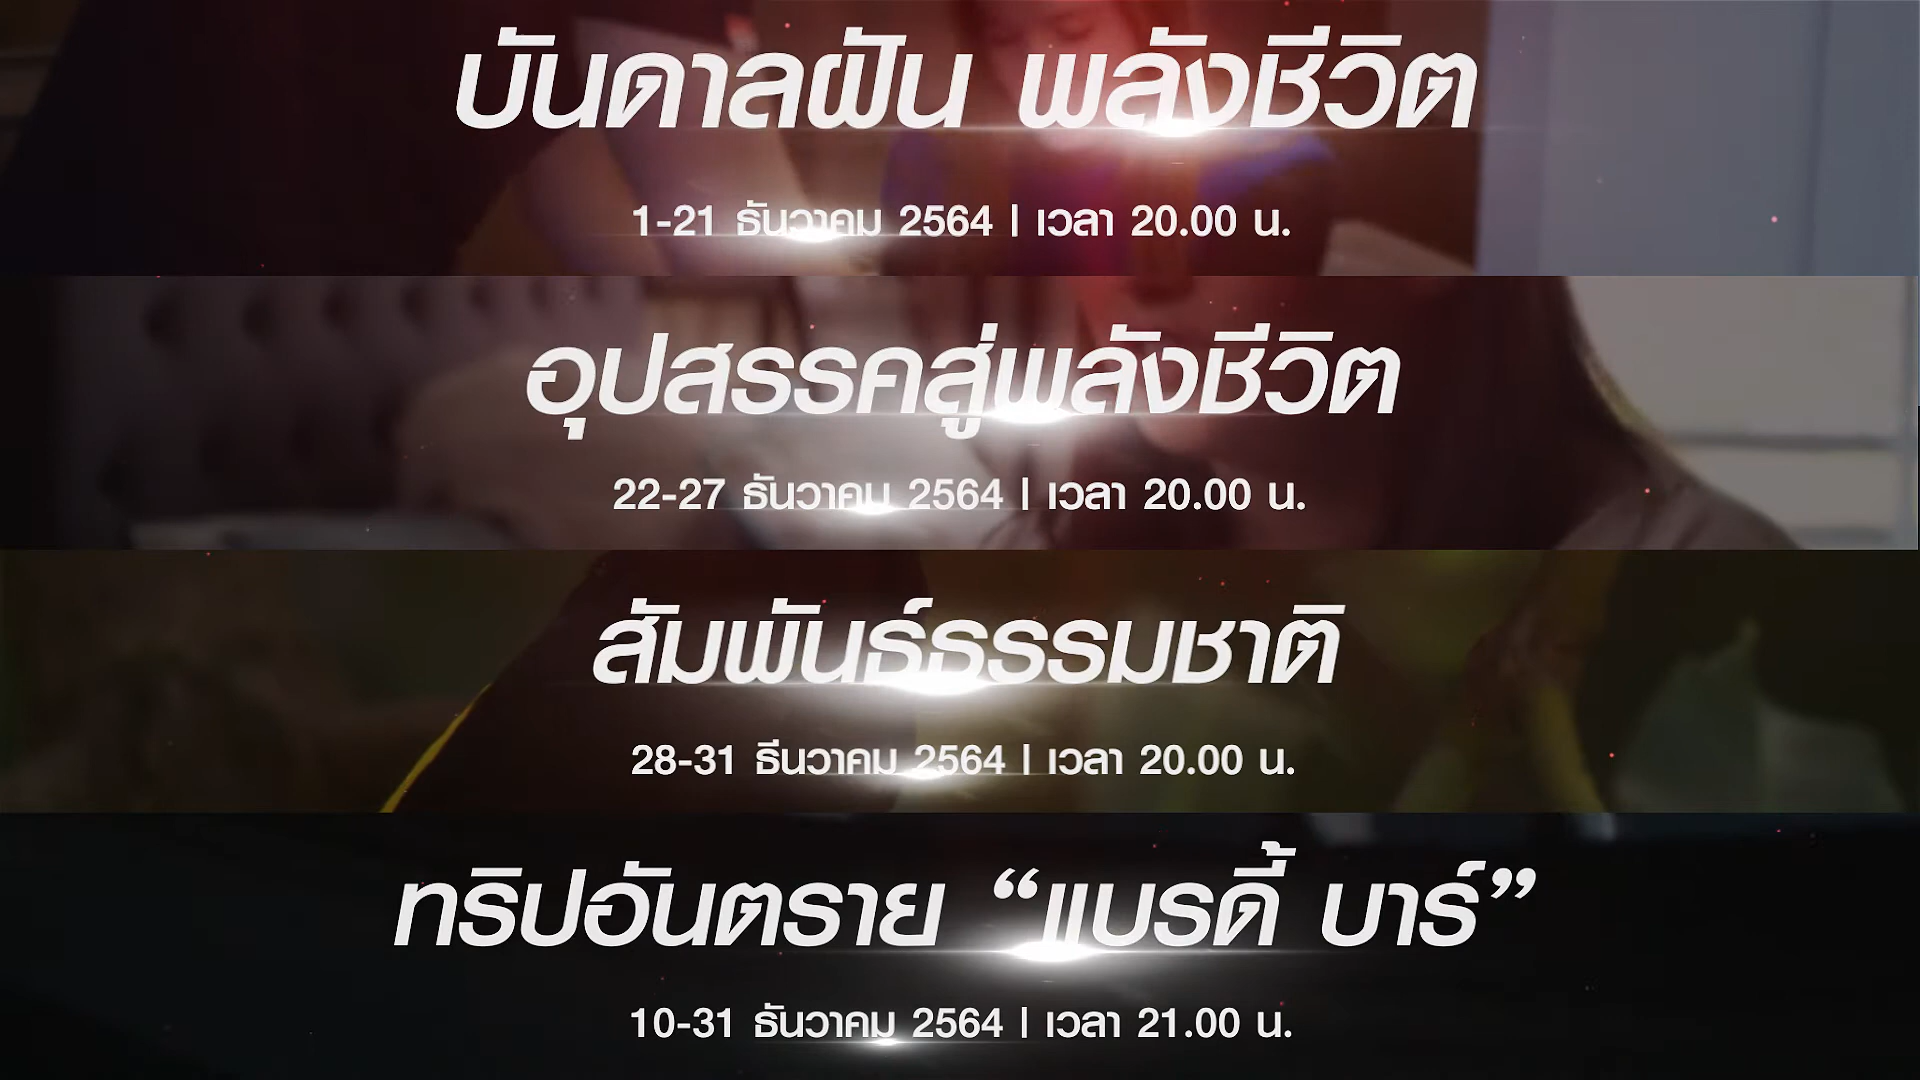 บันดาลฝัน พลังชีวิต
1-21 ธันวาคม 2564 | เวลา 20.00 น.
อุปสรรคสู่พลังชีวิต
22-27 ธันวาคม 2564 | เวลา 20.00 น.
สัมพันธ์ธรรมชาติ
28-31 ธีนวาคม 2564 | เวลา 20.00 น.
ทริปอันตราย “แบรดี้ บาร์”
10-31 ธันวาคม 2564 | เวลา 21.00 น.